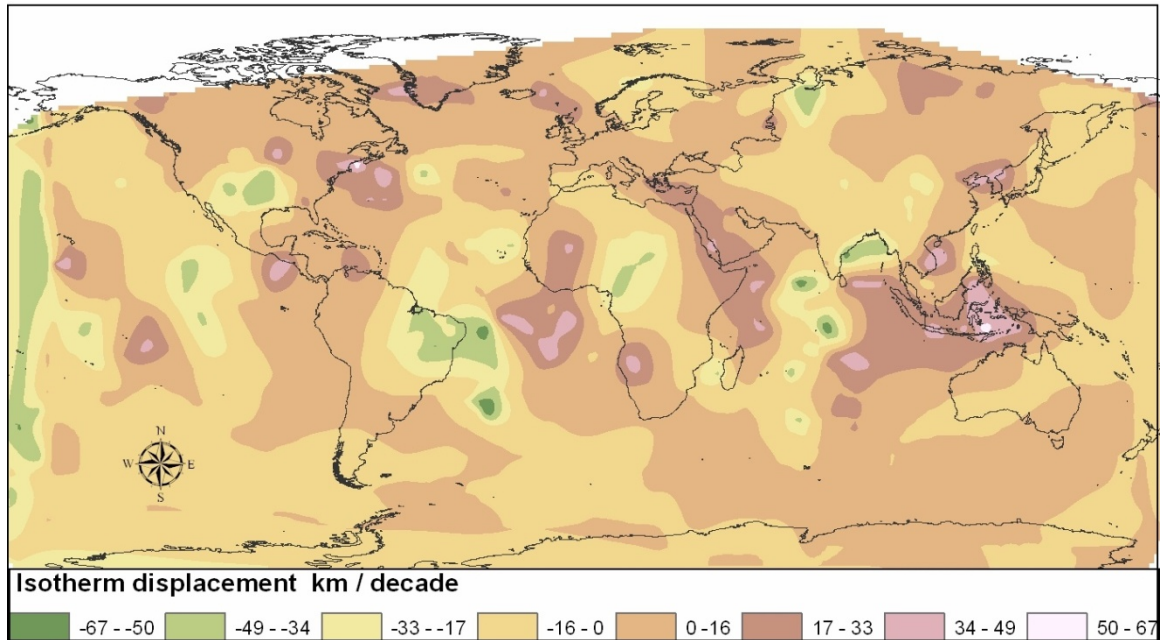 N
W E
S
Isotherm displacement km / decade
-67 - -50 -49 - -34 -33 - -17 -16 - 0 0 -16 17 - 33 34 - 49 50 - 67